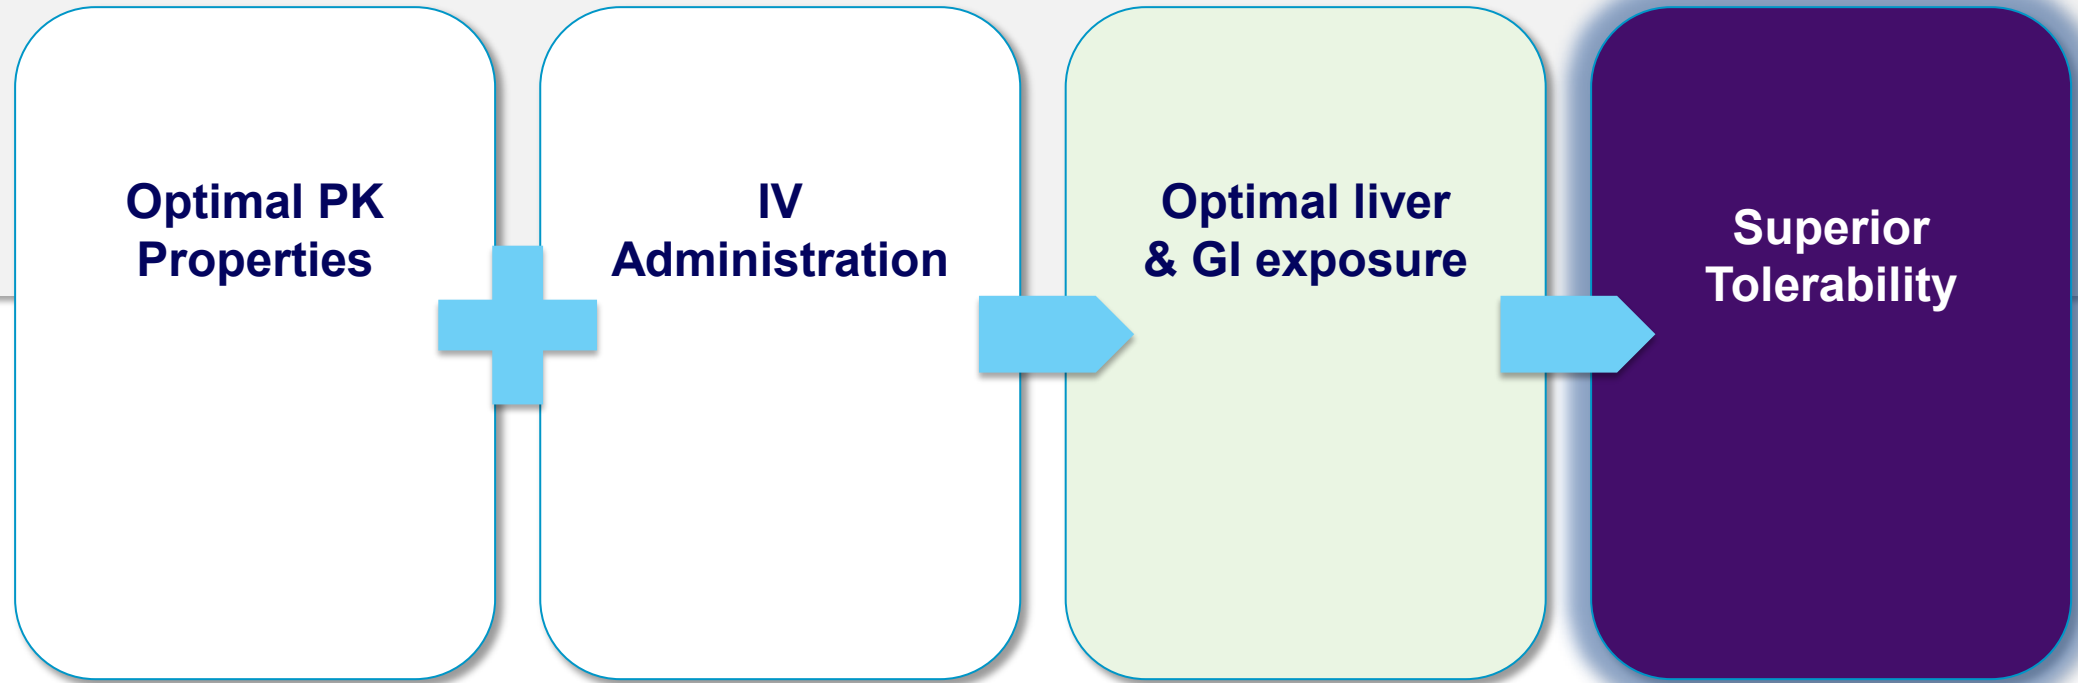 Optimal PK
Properties
IV
Administration
Optimal liver
& GI exposure
Superior
Tolerability